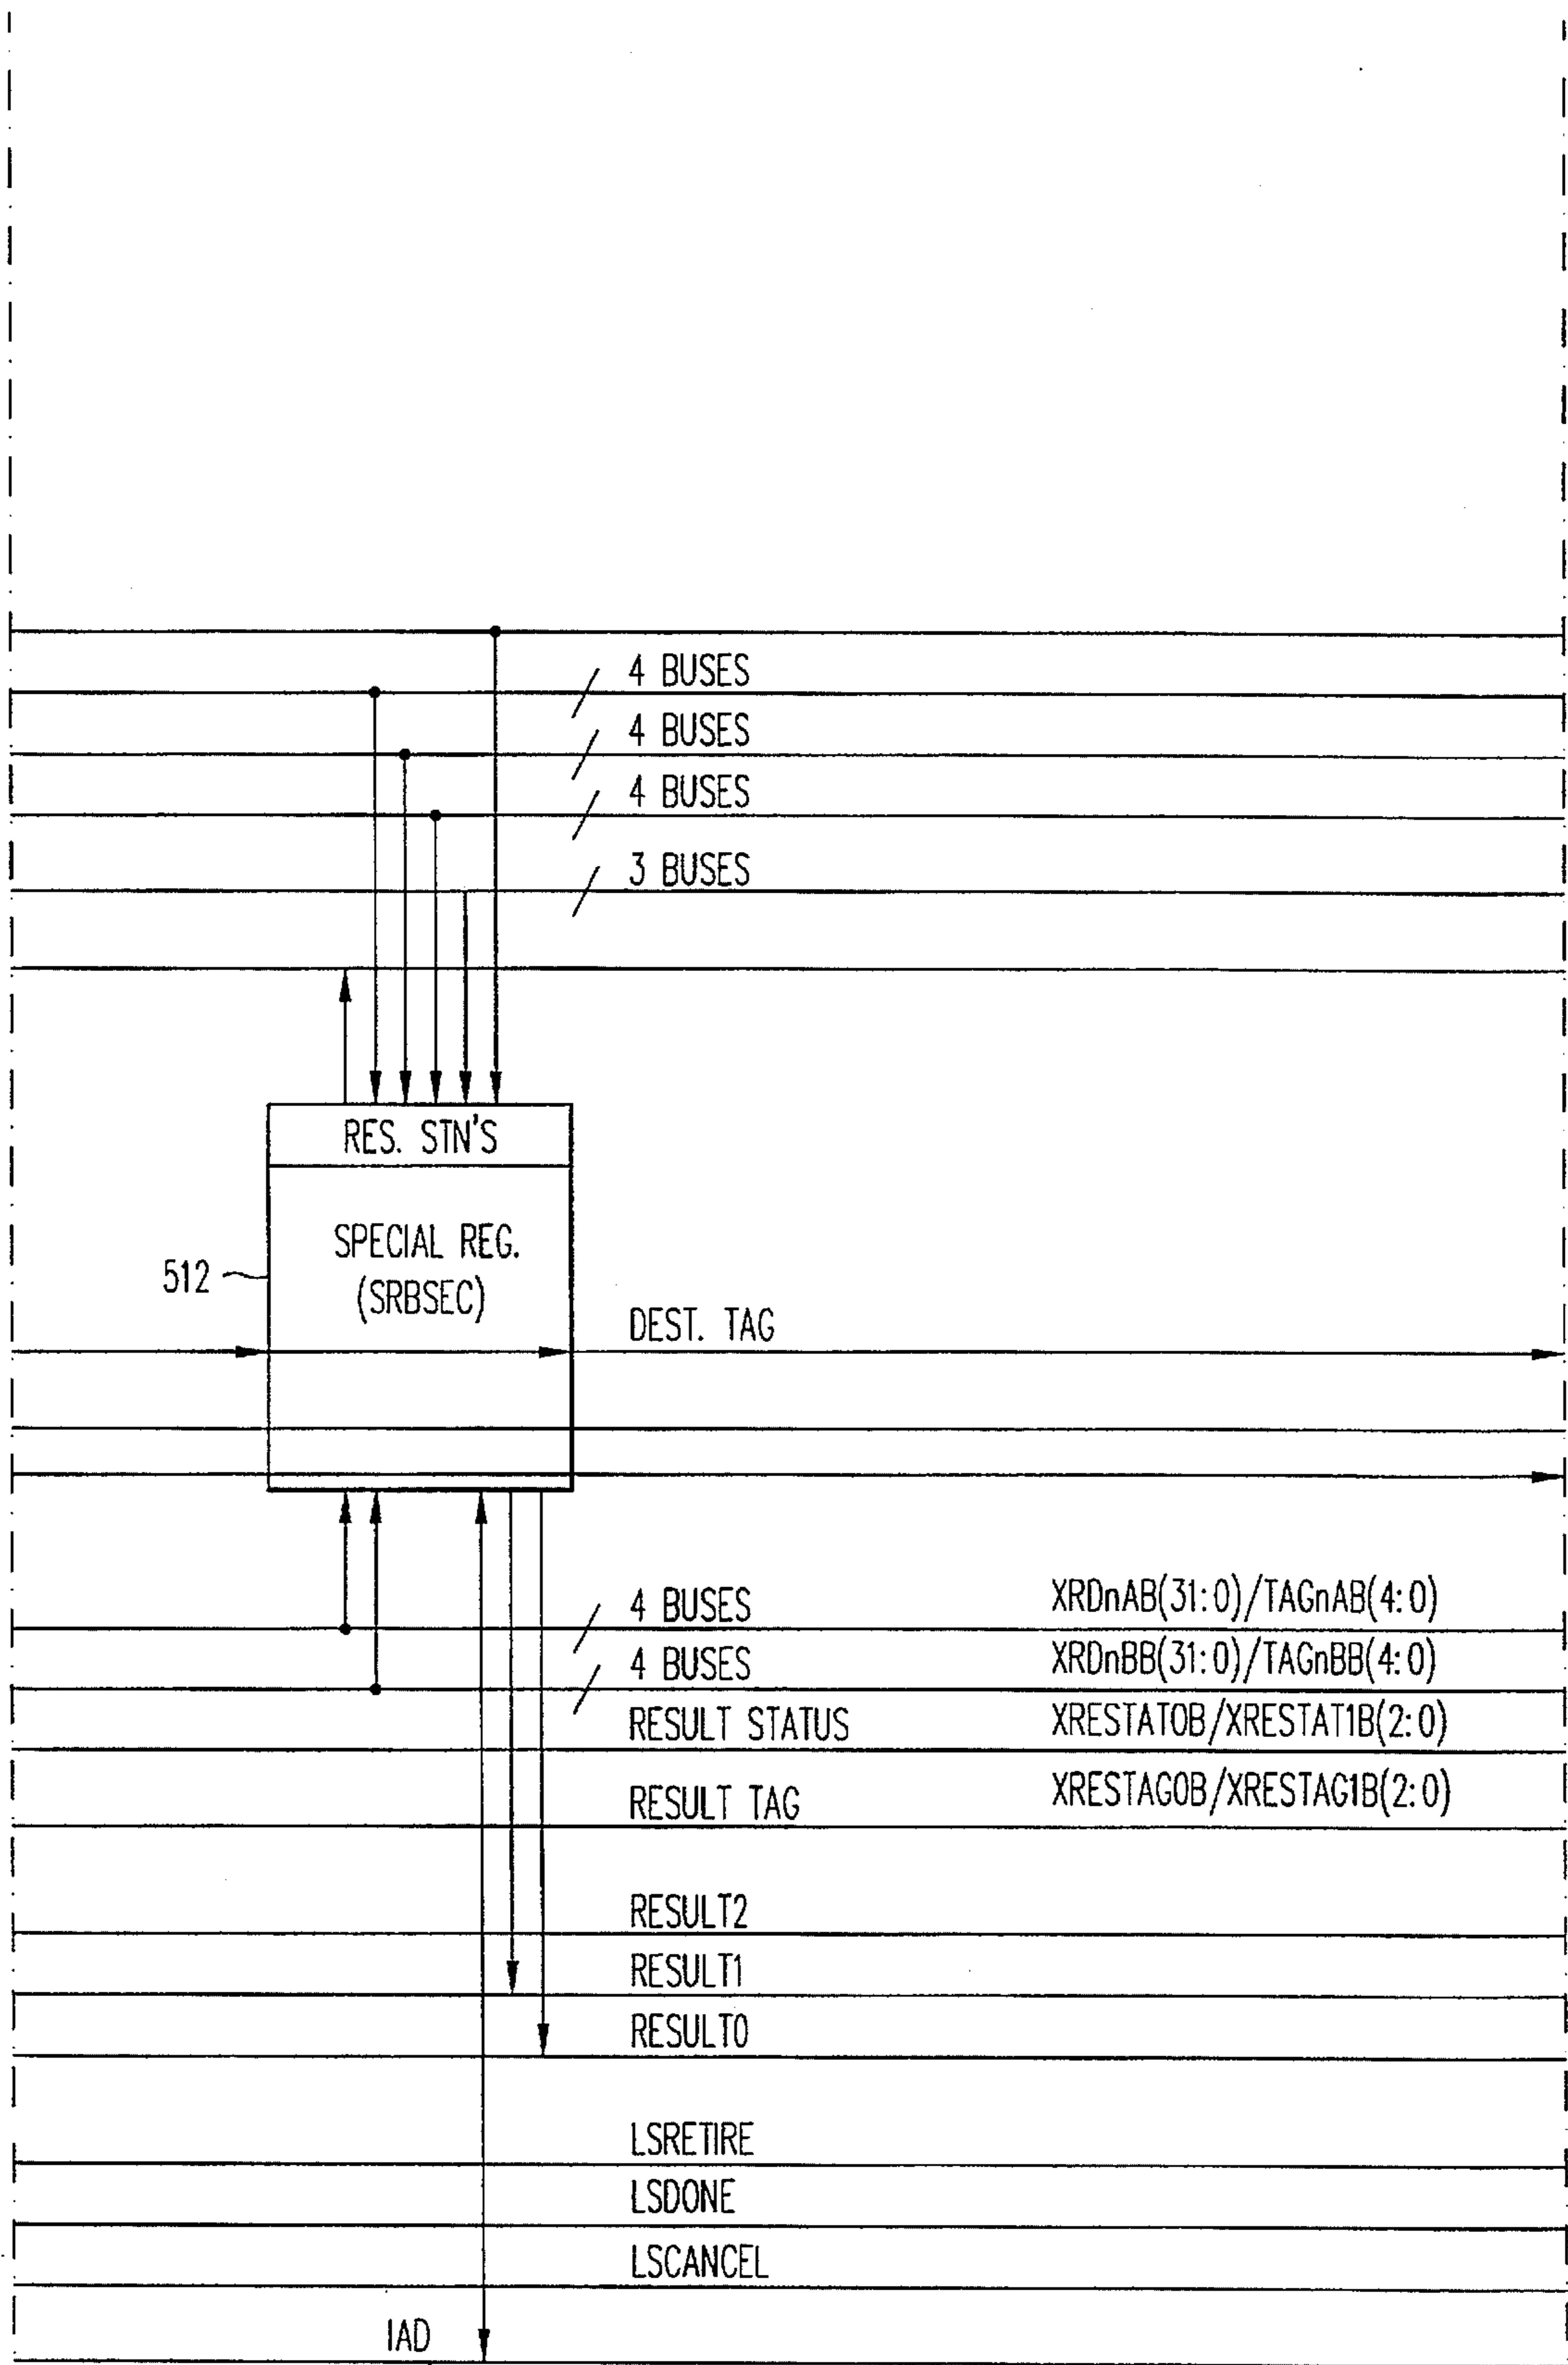 4 BUSES
4 BUSES
4 BUSES
3 BUSES
RES. STN'S
SPECIAL REG.
(SRBSEC)
512
DEST. TAG
4 BUSES XRDnAB(31:0)/TAGnAB(4:0)
4 BUSES XRDnBB(31:0)/TAGnBB(4:0)
RESULT STATUS XRESTAT0B/XRESTAT1B(2:0)
RESULT TAG XRESTAG0B/XRESTAG1B(2:0)
RESULT2
RESULT1
RESULT0
LSRETIRE
LSDONE
LSCANCEL
IAD